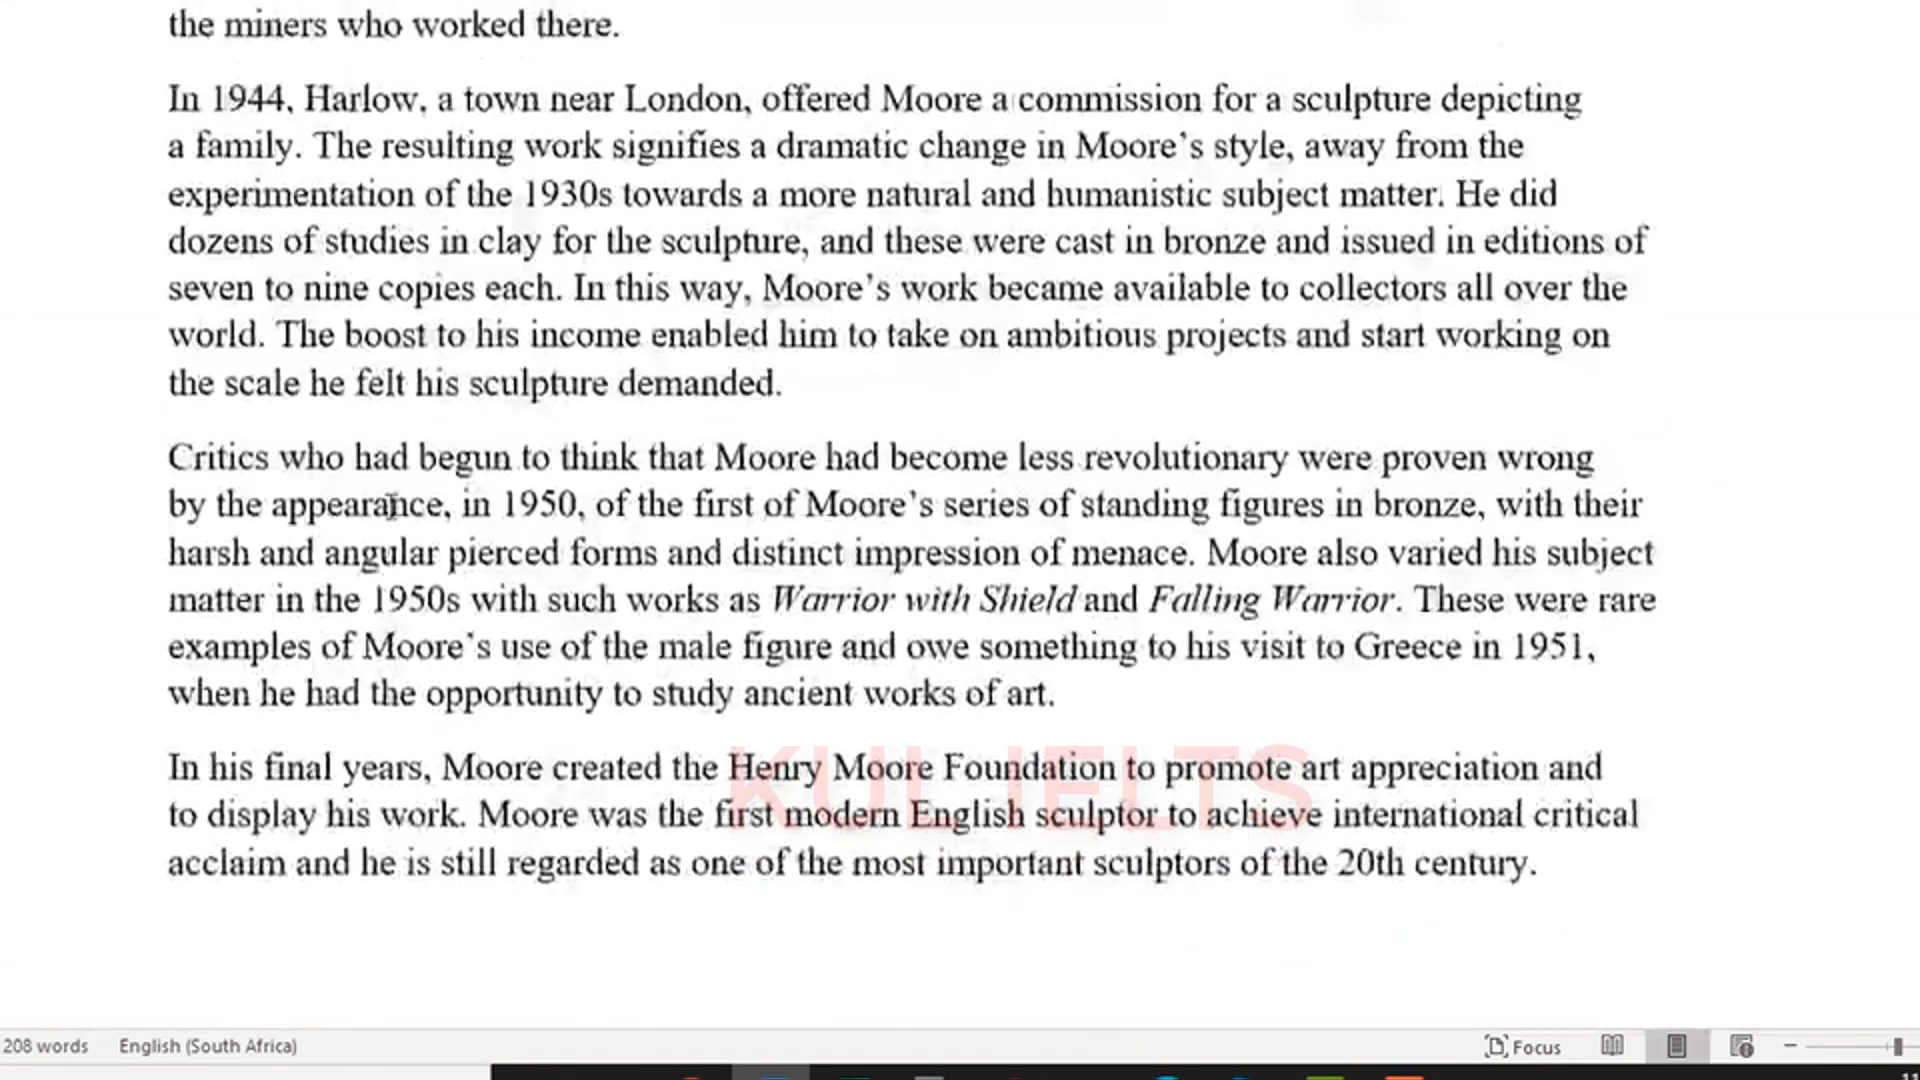 the miners who worked there.
In 1944, Harlow, a town near London, offered Moore a commission for a sculpture depicting
a family. The resulting work signifies a dramatic change in Moore's style, away from the
experimentation of the 1930s towards a more natural and humanistic subject matter. He did
dozens of studies in clay for the sculpture, and these were cast in bronze and issued in editions of
seven to nine copies each. In this way, Moore's work became available to collectors all over the
world. The boost to his income enabled him to take on ambitious projects and start working on
the scale he felt his sculpture demanded.
Critics who had begun to think that Moore had become less revolutionary were proven wrong
by the appearance, in 1950, of the first of Moore's series of standing figures in bronze, with their
harsh and angular pierced forms and distinct impression of menace. Moore also varied his subject
matter in the 1950s with such works as Warrior with Shield and Falling Warrior. These were rare
examples of Moore's use of the male figure and owe something to his visit to Greece in 1951,
when he had the opportunity to study ancient works of art.
In his final years, Moore created the Henry Moore Foundation to promote art appreciation and
to display his work. Moore was the first modern English sculptor to achieve international critical
acclaim and he is still regarded as one of the most important sculptors of the 20th century.
KUL IELTS
208 words English (South Africa) Focus